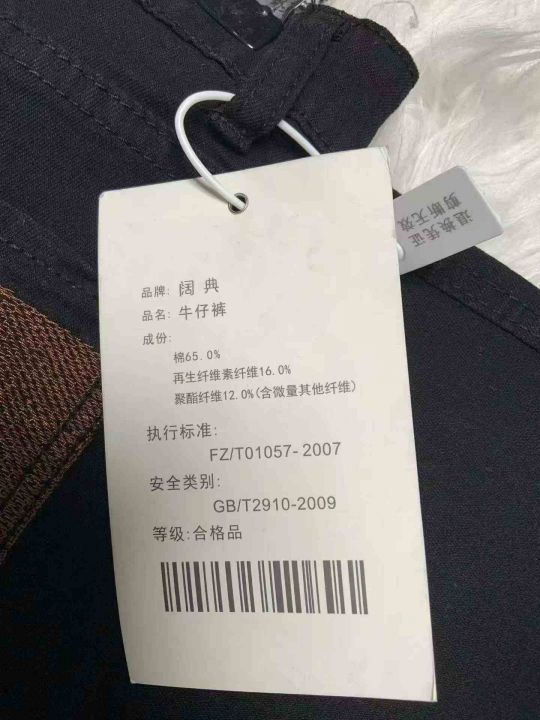 品牌: 阔 典
品名: 牛仔裤
成份:
棉65.0%
再生纤维素纤维16.0%
聚酯纤维12.0%(含微量其他纤维)
执行标准:
FZ/T01057-2007
安全类别:
GB/T2910-2009
等级:合格品
退换凭证
剪断无效